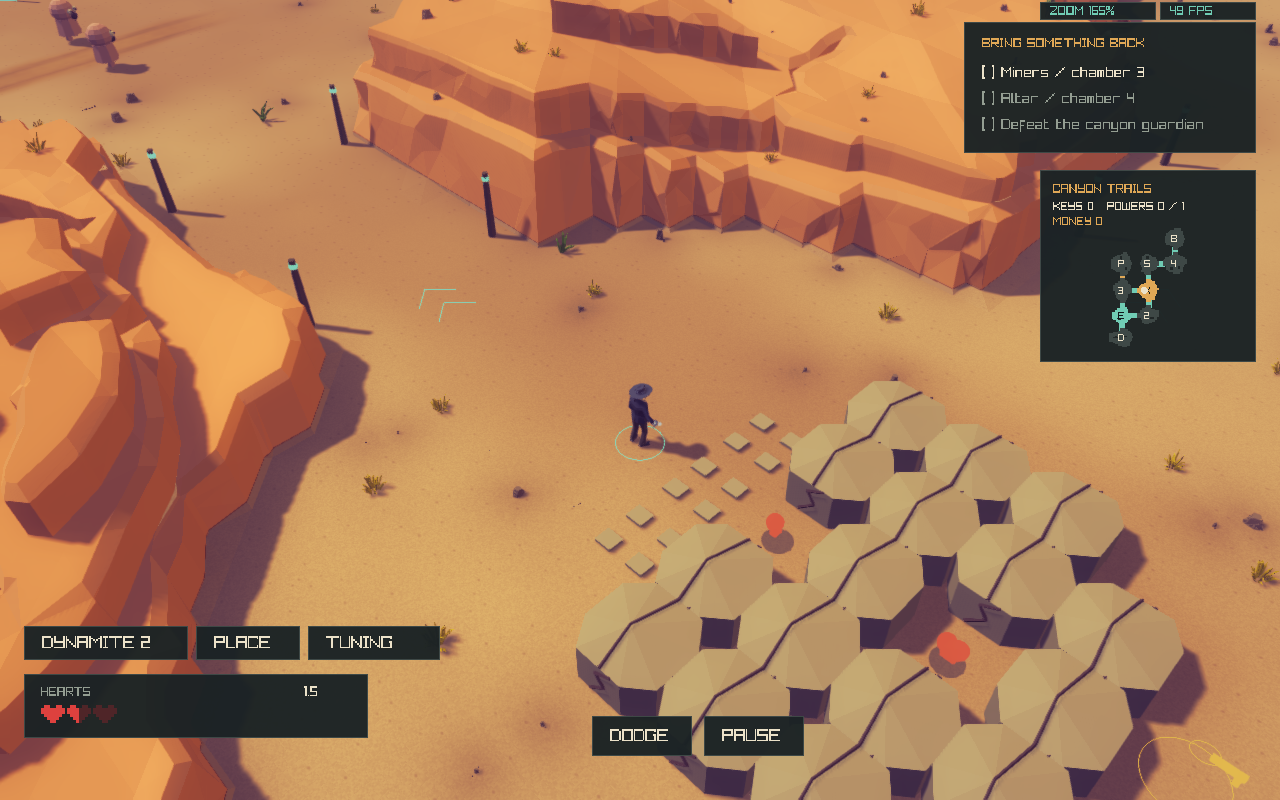 ZOOM 165%
49 FPS
BRING SOMETHING BACK
[ ] Miners / chamber 3
[ ] Altar / chamber 4
[ ] Defeat the canyon guardian
CANYON TRAILS
KEYS 0 POWERS 0 / 1
MONEY 0
B
P S 4
3
E 2
D
DYNAMITE 2
PLACE
TUNING
HEARTS
1.5
DODGE
PAUSE